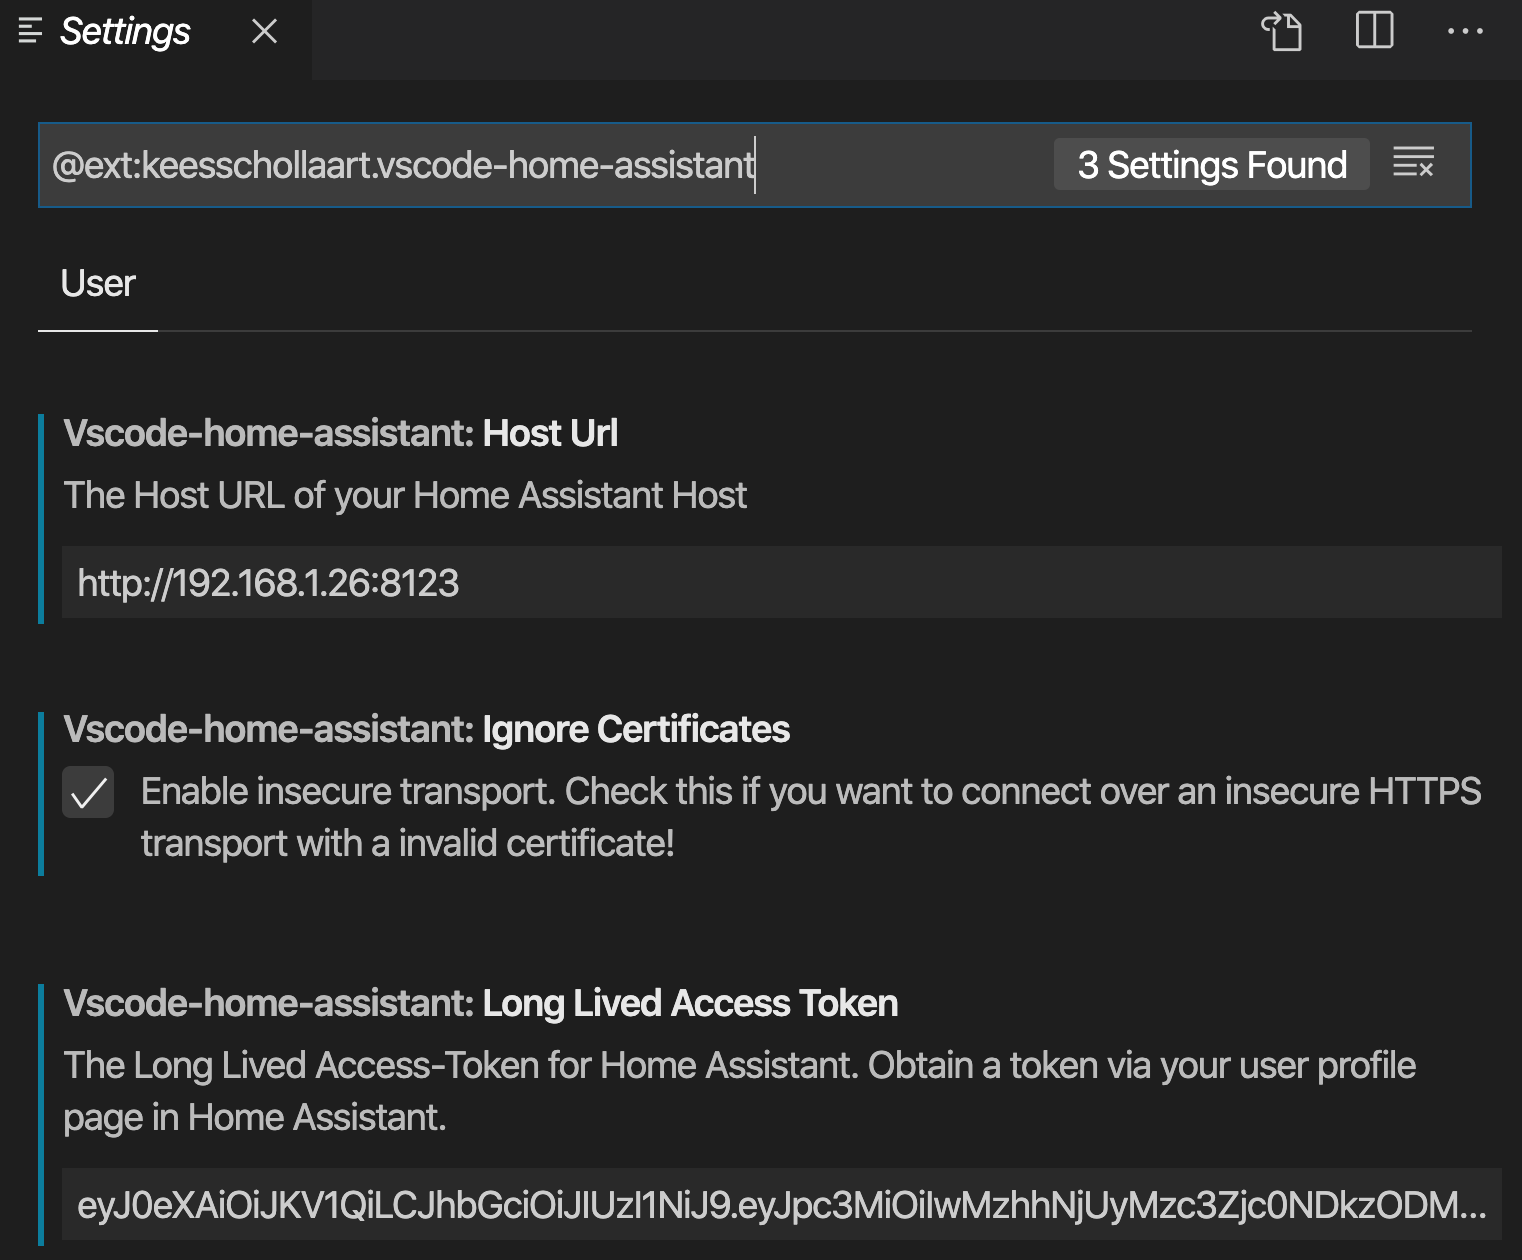 Settings
@ext:keesschollaart.vscode-home-assistant 3 Settings Found
User
Vscode-home-assistant: Host Url
The Host URL of your Home Assistant Host
http://192.168.1.26:8123
Vscode-home-assistant: Ignore Certificates
Enable insecure transport. Check this if you want to connect over an insecure HTTPS
transport with a invalid certificate!
Vscode-home-assistant: Long Lived Access Token
The Long Lived Access-Token for Home Assistant. Obtain a token via your user profile
page in Home Assistant.
eyJ0eXAiOiJKV1QiLCJhbGciOiJIUzI1NiJ9.eyJpc3MiOiIwMzhhNjUyMzc3Zjc0NDkzODM...